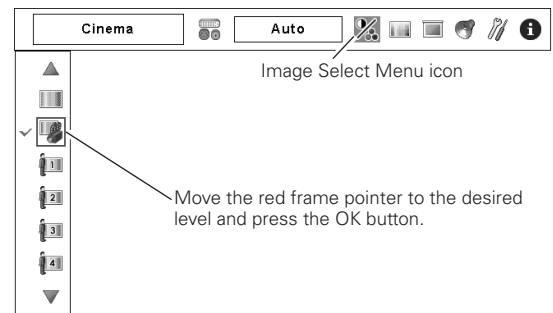 Cinema
Auto
Image Select Menu icon
Move the red frame pointer to the desired
level and press the OK button.
1
2
3
4